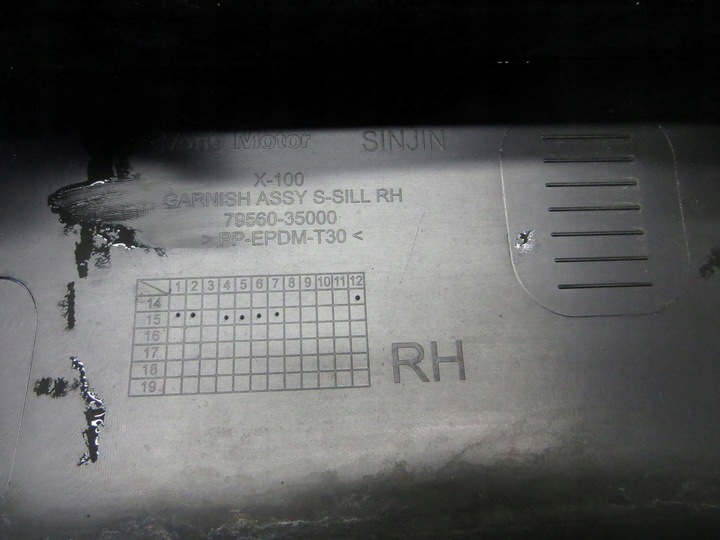 Motor SINJIN
X-100
GARNISH ASSY S-SILL RH
79560-35000
>PP-EPDM-T30<
1 2 3 4 5 6 7 8 9 10 11 12
14
15
16
17
18
19
RH